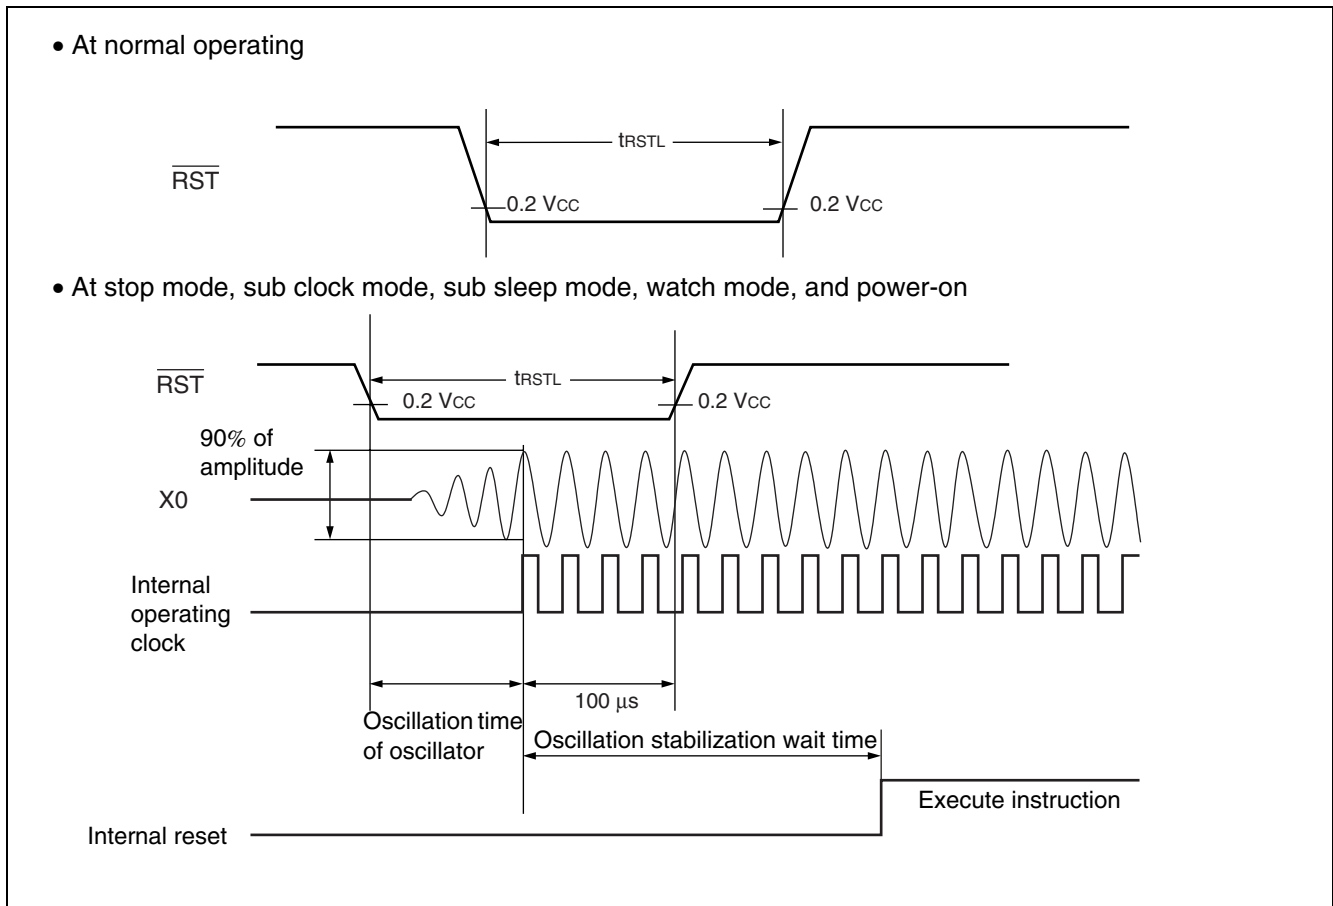 • At normal operating
tRSTL
RST
0.2 VCC
0.2 VCC
• At stop mode, sub clock mode, sub sleep mode, watch mode, and power-on
RST
tRSTL
0.2 VCC
0.2 VCC
90% of
amplitude
X0
Internal
operating
clock
100 μs
Oscillation time
of oscillator
Oscillation stabilization wait time
Execute instruction
Internal reset